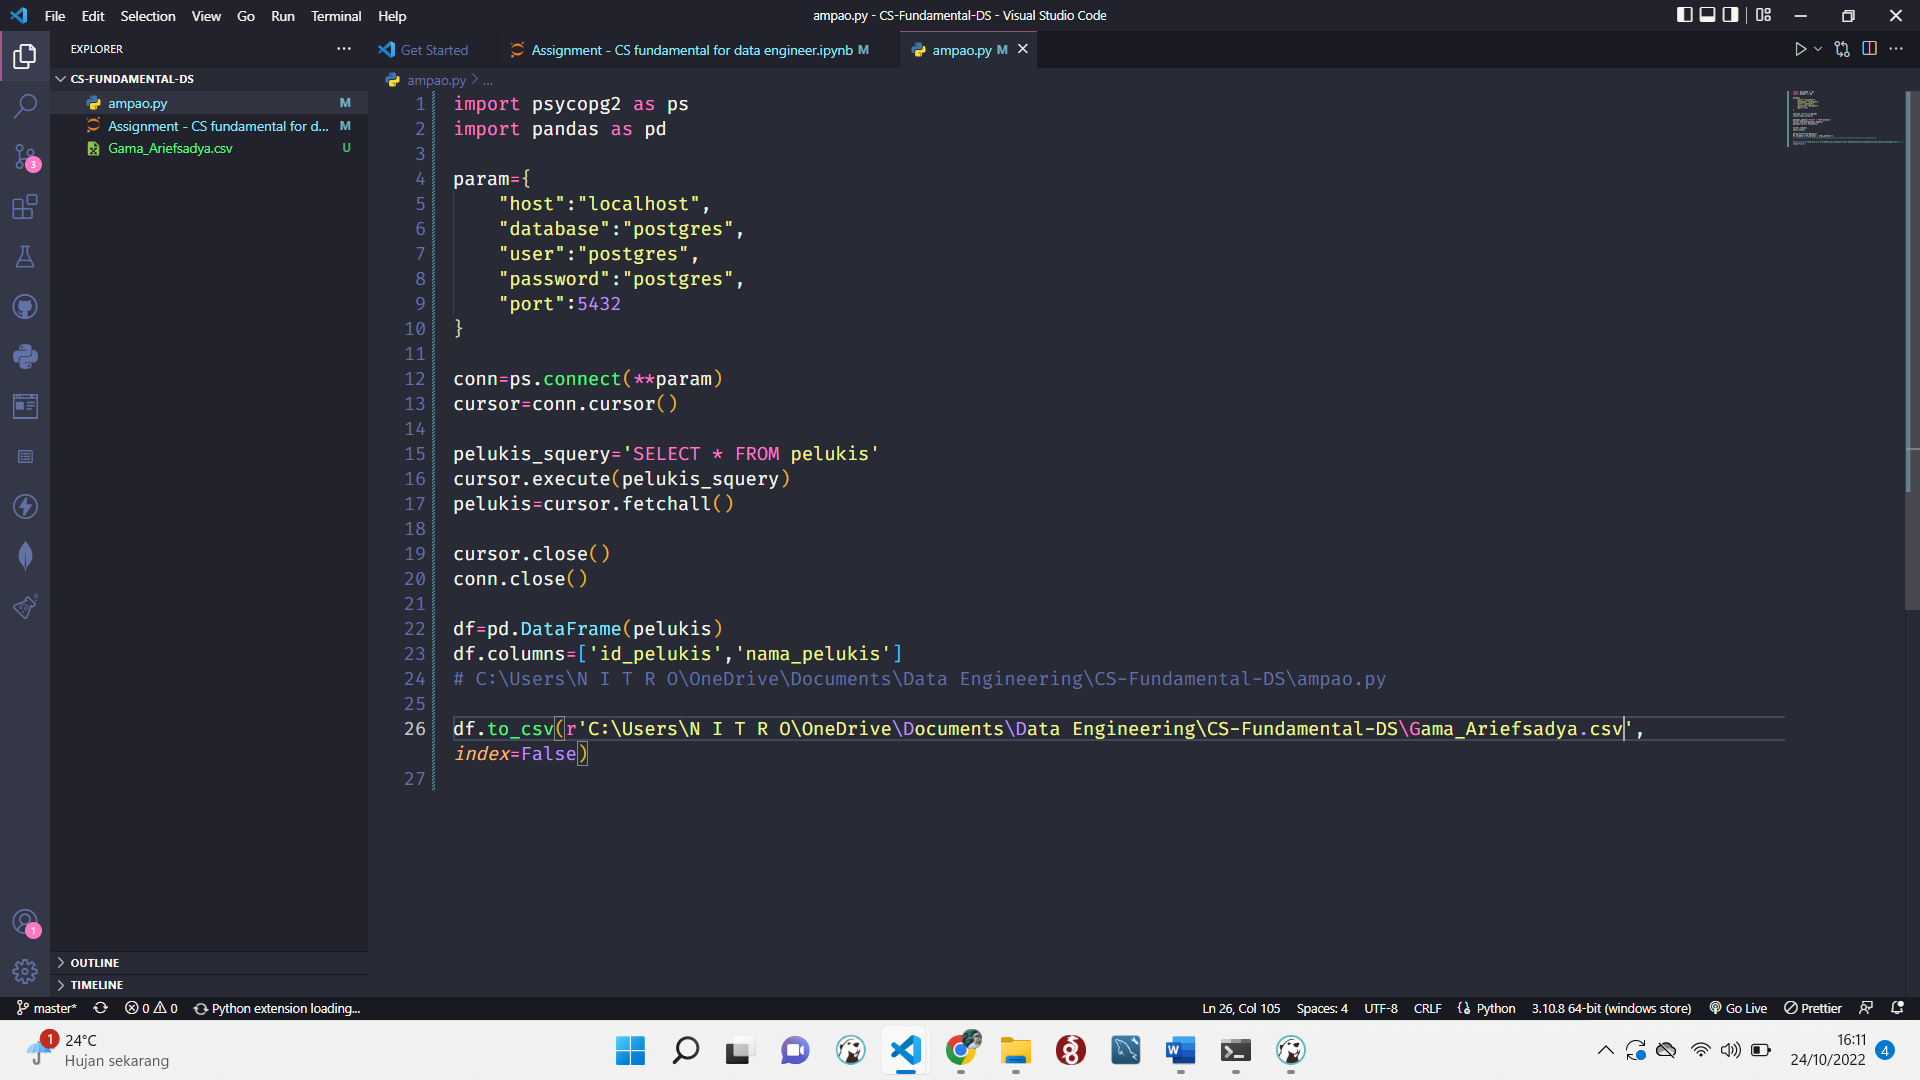 File Edit Selection View Go Run Terminal Help
ampao.py - CS-Fundamental-DS - Visual Studio Code
EXPLORER
Get Started
Assignment - CS fundamental for data engineer.ipynb M
ampao.py M
CS-FUNDAMENTAL-DS
ampao.py M
Assignment - CS fundamental for d... M
Gama_Ariefsadya.csv U
ampao.py > ...
1 import psycopg2 as ps
2 import pandas as pd
3
4 param={
5 "host":"localhost",
6 "database":"postgres",
7 "user":"postgres",
8 "password":"postgres",
9 "port":5432
10 }
11
12 conn=ps.connect(**param)
13 cursor=conn.cursor()
14
15 pelukis_squery='SELECT * FROM pelukis'
16 cursor.execute(pelukis_squery)
17 pelukis=cursor.fetchall()
18
19 cursor.close()
20 conn.close()
21
22 df=pd.DataFrame(pelukis)
23 df.columns=['id_pelukis','nama_pelukis']
24 # C:\Users\N I T R O\OneDrive\Documents\Data Engineering\CS-Fundamental-DS\ampao.py
25
26 df.to_csv(r'C:\Users\N I T R O\OneDrive\Documents\Data Engineering\CS-Fundamental-DS\Gama_Ariefsadya.csv',
index=False)
27
3
1
OUTLINE
TIMELINE
master* 0 0 Python extension loading...
Ln 26, Col 105 Spaces: 4 UTF-8 CRLF Python 3.10.8 64-bit (windows store) Go Live Prettier
1
24°C
Hujan sekarang
16:11
24/10/2022
4